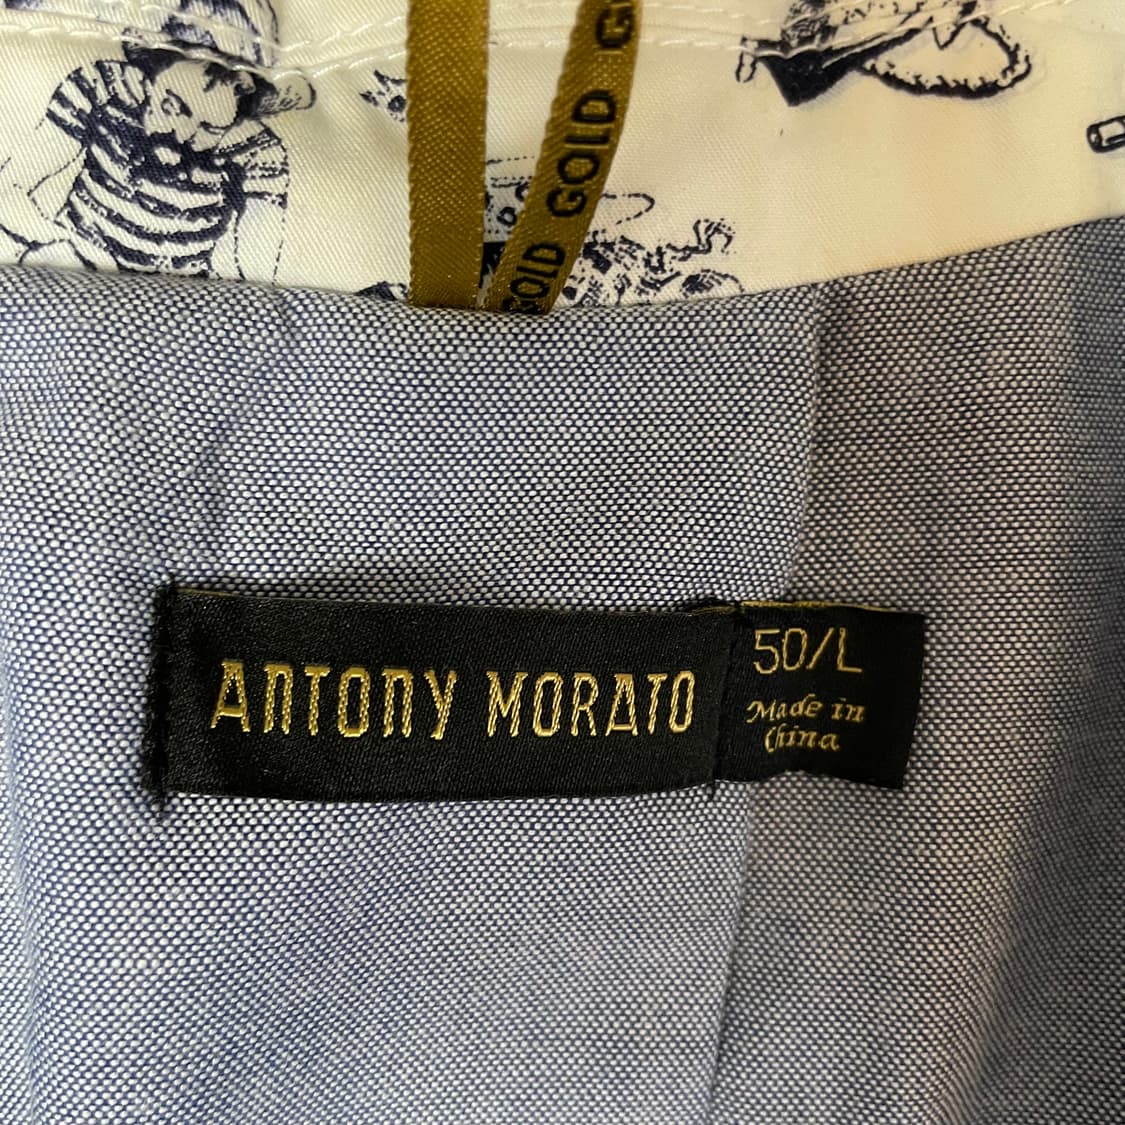 GOLD GOLD G
ANTONY MORATO
50/L
Made in
China